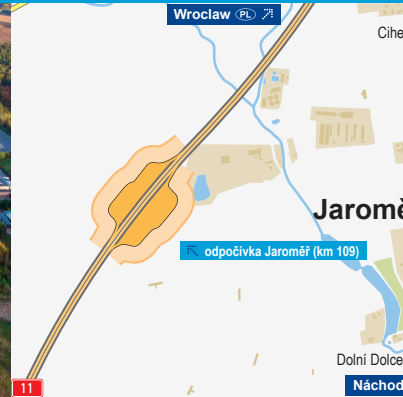 Wroclaw PL
Cihe
Jaromě
odpočívka Jaroměř (km 109)
Dolní Dolce
Náchod
11